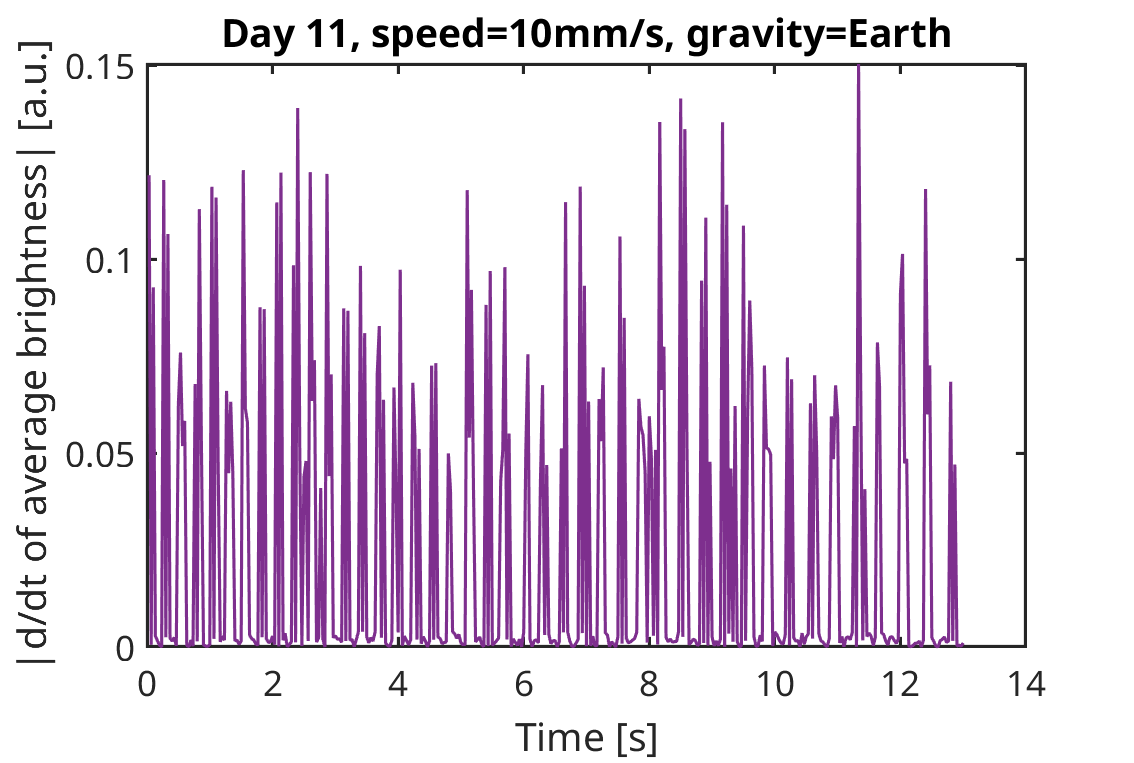 Day 11, speed=10mm/s, gravity=Earth
|d/dt of average brightness| [a.u.]
0.15
0.1
0.05
0
0 2 4 6 8 10 12 14
Time [s]